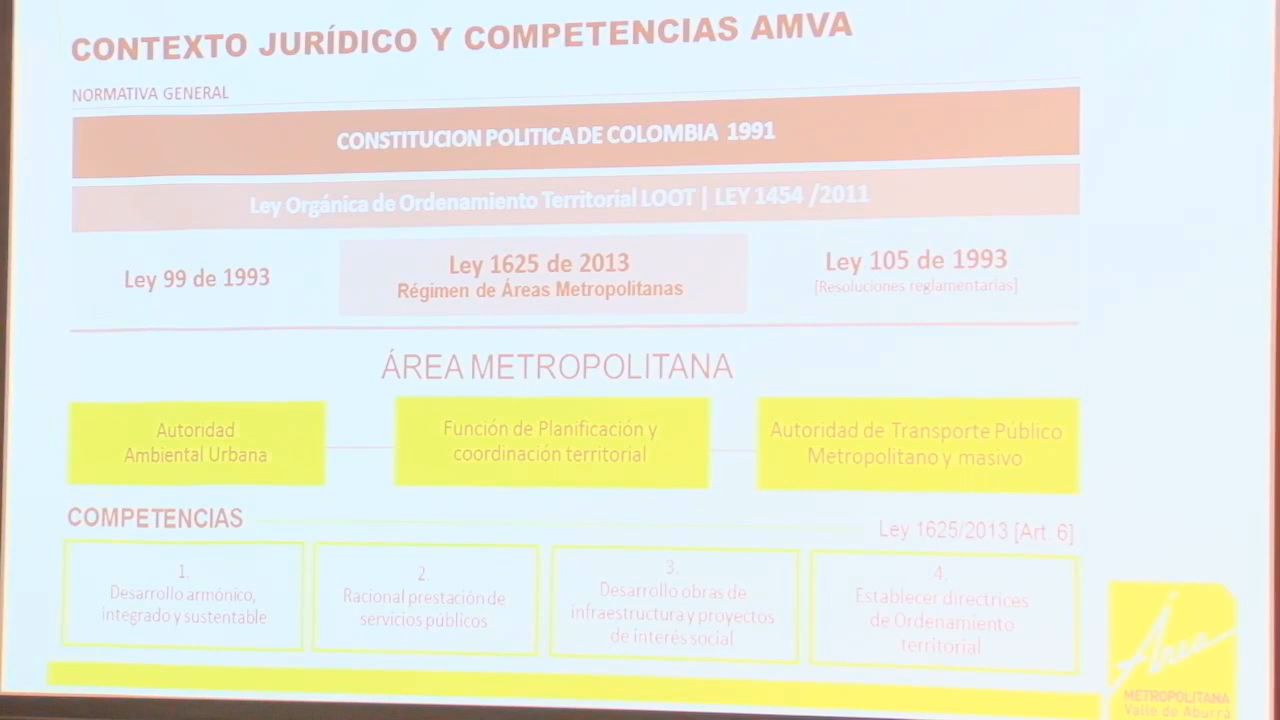 CONTEXTO JURÍDICO Y COMPETENCIAS AMVA
NORMATIVA GENERAL
CONSTITUCION POLITICA DE COLOMBIA 1991
Ley Orgánica de Ordenamiento Territorial LOOT | LEY 1454 /2011
Ley 99 de 1993
Ley 1625 de 2013
Régimen de Áreas Metropolitanas
Ley 105 de 1993
[Resoluciones reglamentarias]
ÁREA METROPOLITANA
Autoridad
Ambiental Urbana
Función de Planificación y
coordinación territorial
Autoridad de Transporte Público
Metropolitano y masivo
COMPETENCIAS
Ley 1625/2013 [Art. 6]
1.
Desarrollo armónico,
integrado y sustentable
2.
Racional prestación de
servicios públicos
3.
Desarrollo obras de
infraestructura y proyectos
de interés social
4.
Establecer directrices
de Ordenamiento
territorial
Área
METROPOLITANA
Valle de Aburrá